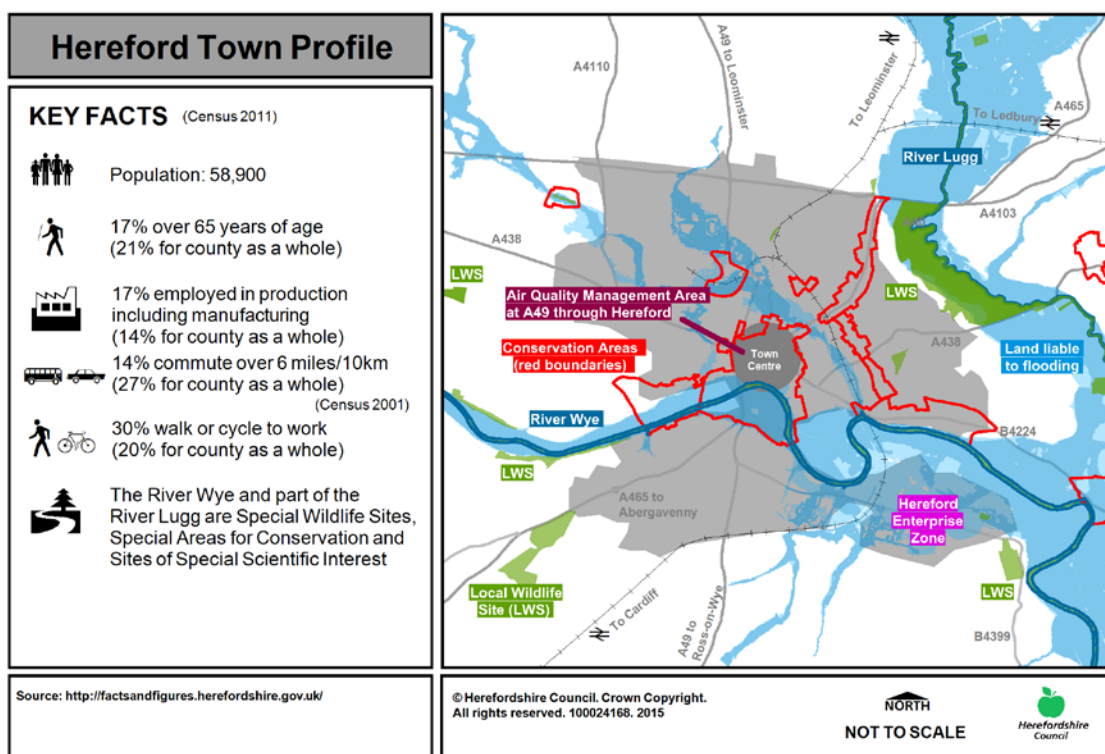 Hereford Town Profile
KEY FACTS (Census 2011)
Population: 58,900
17% over 65 years of age
(21% for county as a whole)
17% employed in production
including manufacturing
(14% for county as a whole)
14% commute over 6 miles/10km
(27% for county as a whole)
(Census 2001)
30% walk or cycle to work
(20% for county as a whole)
The River Wye and part of the
River Lugg are Special Wildlife Sites,
Special Areas for Conservation and
Sites of Special Scientific Interest
Source: http://factsandfigures.herefordshire.gov.uk/
A4110
A49 to Leominster
To Leominster
To Ledbury
A465
River Lugg
A4103
A438
LWS
Air Quality Management Area
at A49 through Hereford
LWS
Conservation Areas
(red boundaries)
Town
Centre
A438
Land liable
to flooding
River Wye
B4224
LWS
A465 to
Abergavenny
Hereford
Enterprise
Zone
Local Wildlife
Site (LWS)
LWS
To Cardiff
A49 to
Ross-on-Wye
B4399
© Herefordshire Council. Crown Copyright.
All rights reserved. 100024168. 2015
NORTH
NOT TO SCALE
Herefordshire
Council